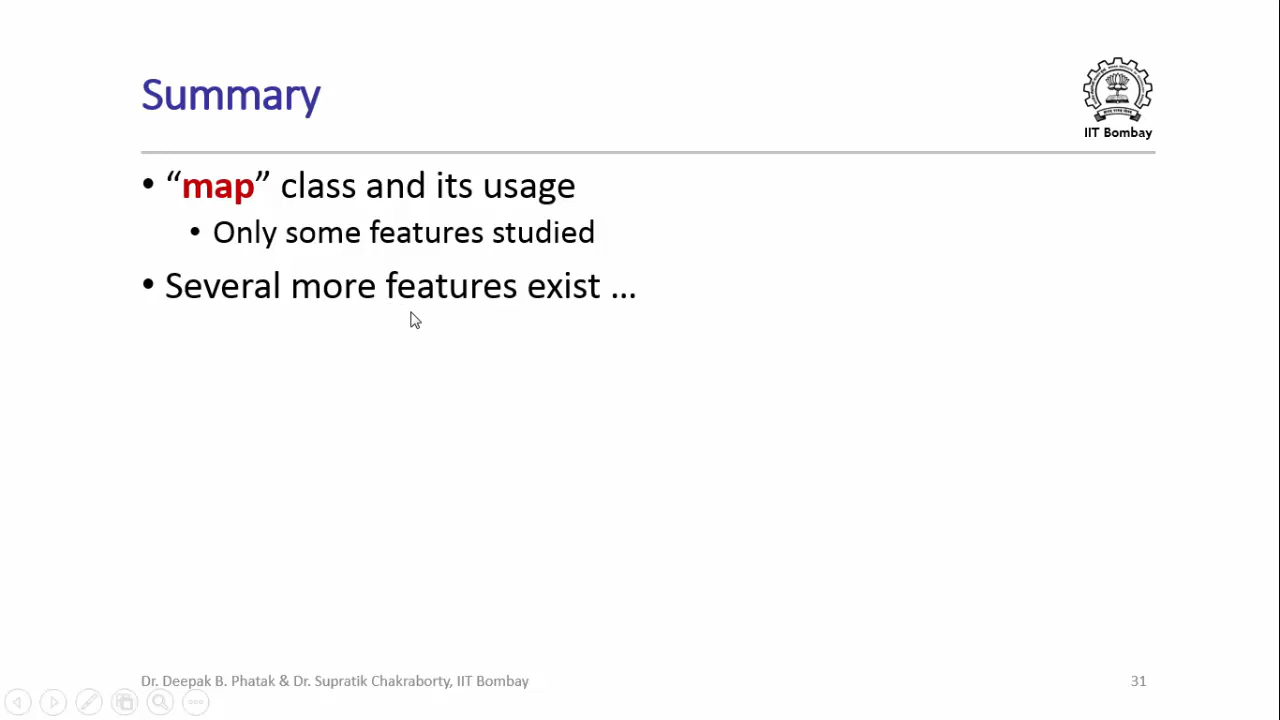 Summary
IIT Bombay
• “map” class and its usage
• Only some features studied
• Several more features exist ...
Dr. Deepak B. Phatak & Dr. Supratik Chakraborty, IIT Bombay
31